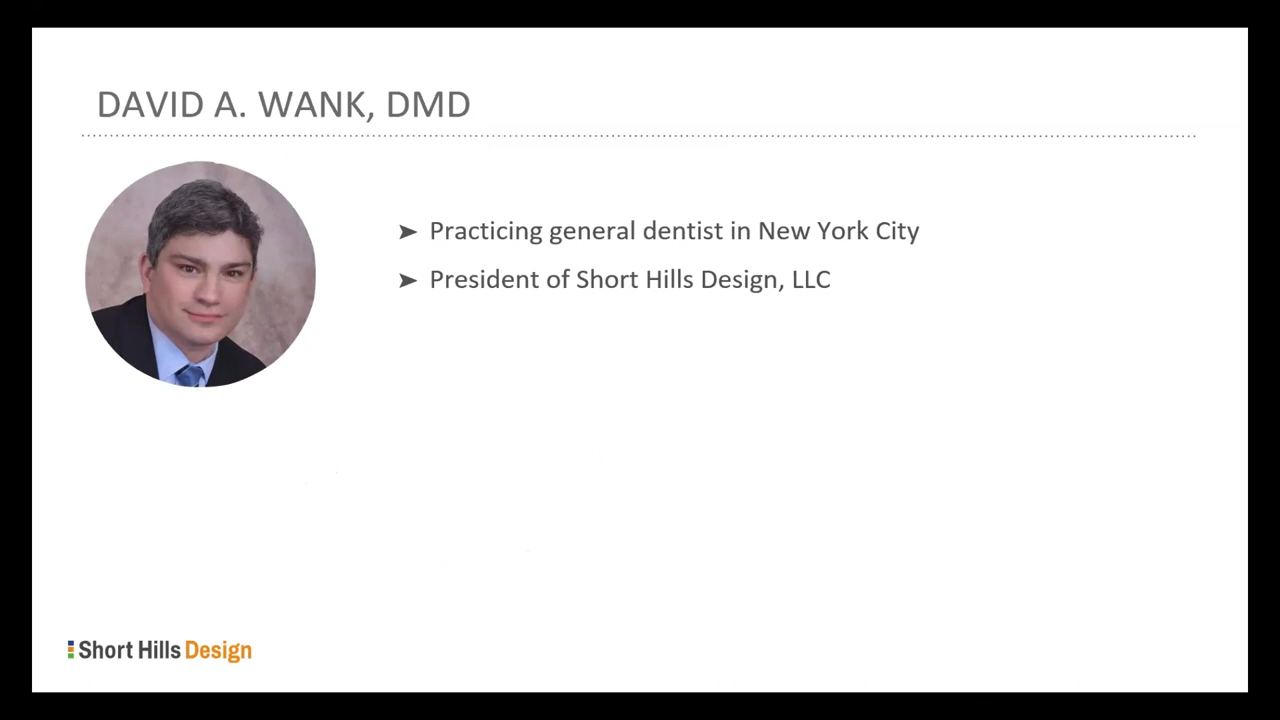 DAVID A. WANK, DMD
➤ Practicing general dentist in New York City
➤ President of Short Hills Design, LLC
Short Hills Design